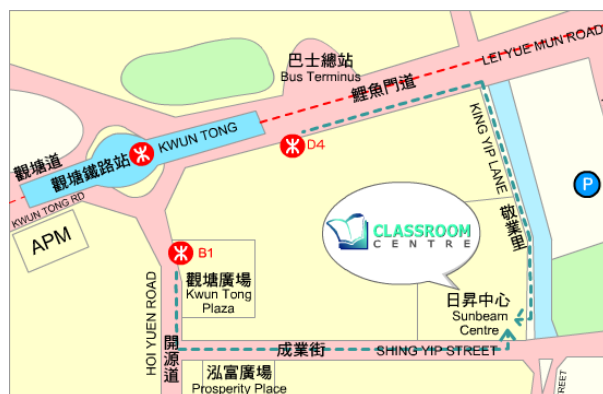 巴士總站
Bus Terminus
LEI YUE MUN ROAD
鯉魚門道
KWUN TONG
觀塘鐵路站
觀塘道
KWUN TONG RD
D4
KING YIP LANE
敬業里
P
APM
B1
CLASSROOM
CENTRE
觀塘廣場
Kwun Tong
Plaza
日昇中心
Sunbeam
Centre
HOI YUEN ROAD
開源道
成業街
SHING YIP STREET
泓富廣場
Prosperity Place
STREET